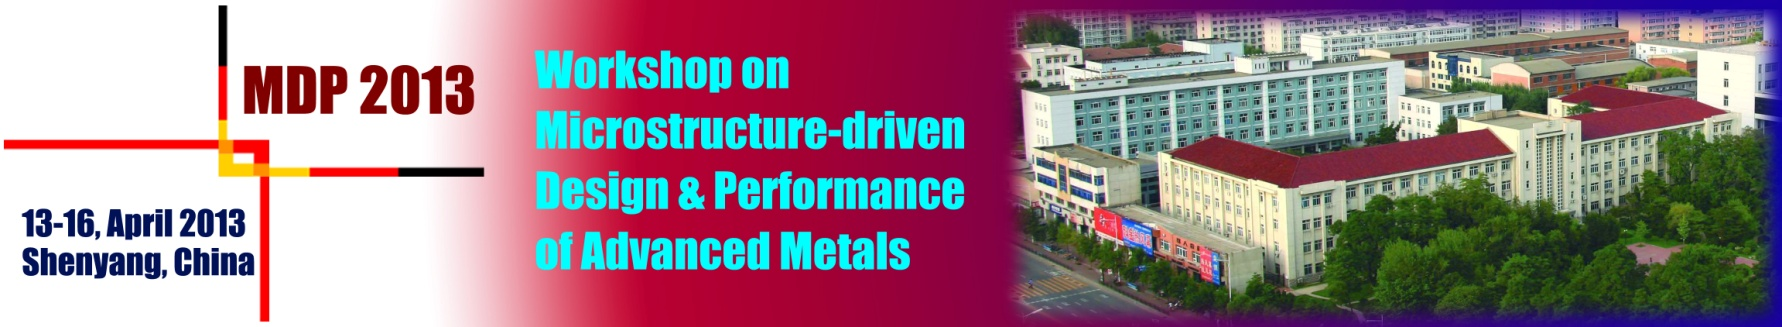 MDP 2013
13-16, April 2013
Shenyang, China
Workshop on
Microstructure-driven
Design & Performance
of Advanced Metals